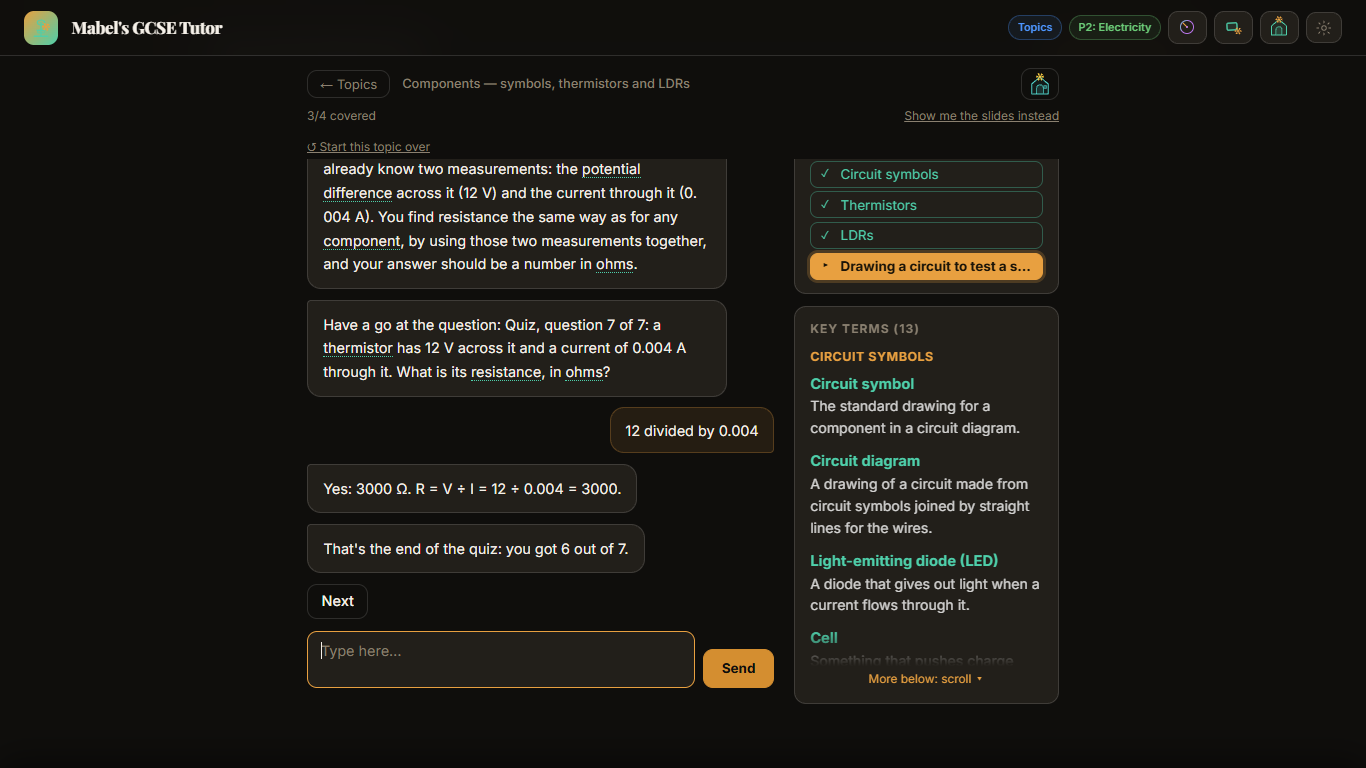 Mabel's GCSE Tutor
Topics
P2: Electricity
← Topics
Components — symbols, thermistors and LDRs
3/4 covered
Show me the slides instead
↺ Start this topic over
already know two measurements: the potential
difference across it (12 V) and the current through it (0.
004 A). You find resistance the same way as for any
component, by using those two measurements together,
and your answer should be a number in ohms.
Have a go at the question: Quiz, question 7 of 7: a
thermistor has 12 V across it and a current of 0.004 A
through it. What is its resistance, in ohms?
12 divided by 0.004
Yes: 3000 Ω. R = V ÷ I = 12 ÷ 0.004 = 3000.
That's the end of the quiz: you got 6 out of 7.
Next
Type here...
Send
✓ Circuit symbols
✓ Thermistors
✓ LDRs
Drawing a circuit to test a s...
KEY TERMS (13)
CIRCUIT SYMBOLS
Circuit symbol
The standard drawing for a
component in a circuit diagram.
Circuit diagram
A drawing of a circuit made from
circuit symbols joined by straight
lines for the wires.
Light-emitting diode (LED)
A diode that gives out light when a
current flows through it.
Cell
Something that pushes charge
More below: scroll ▾